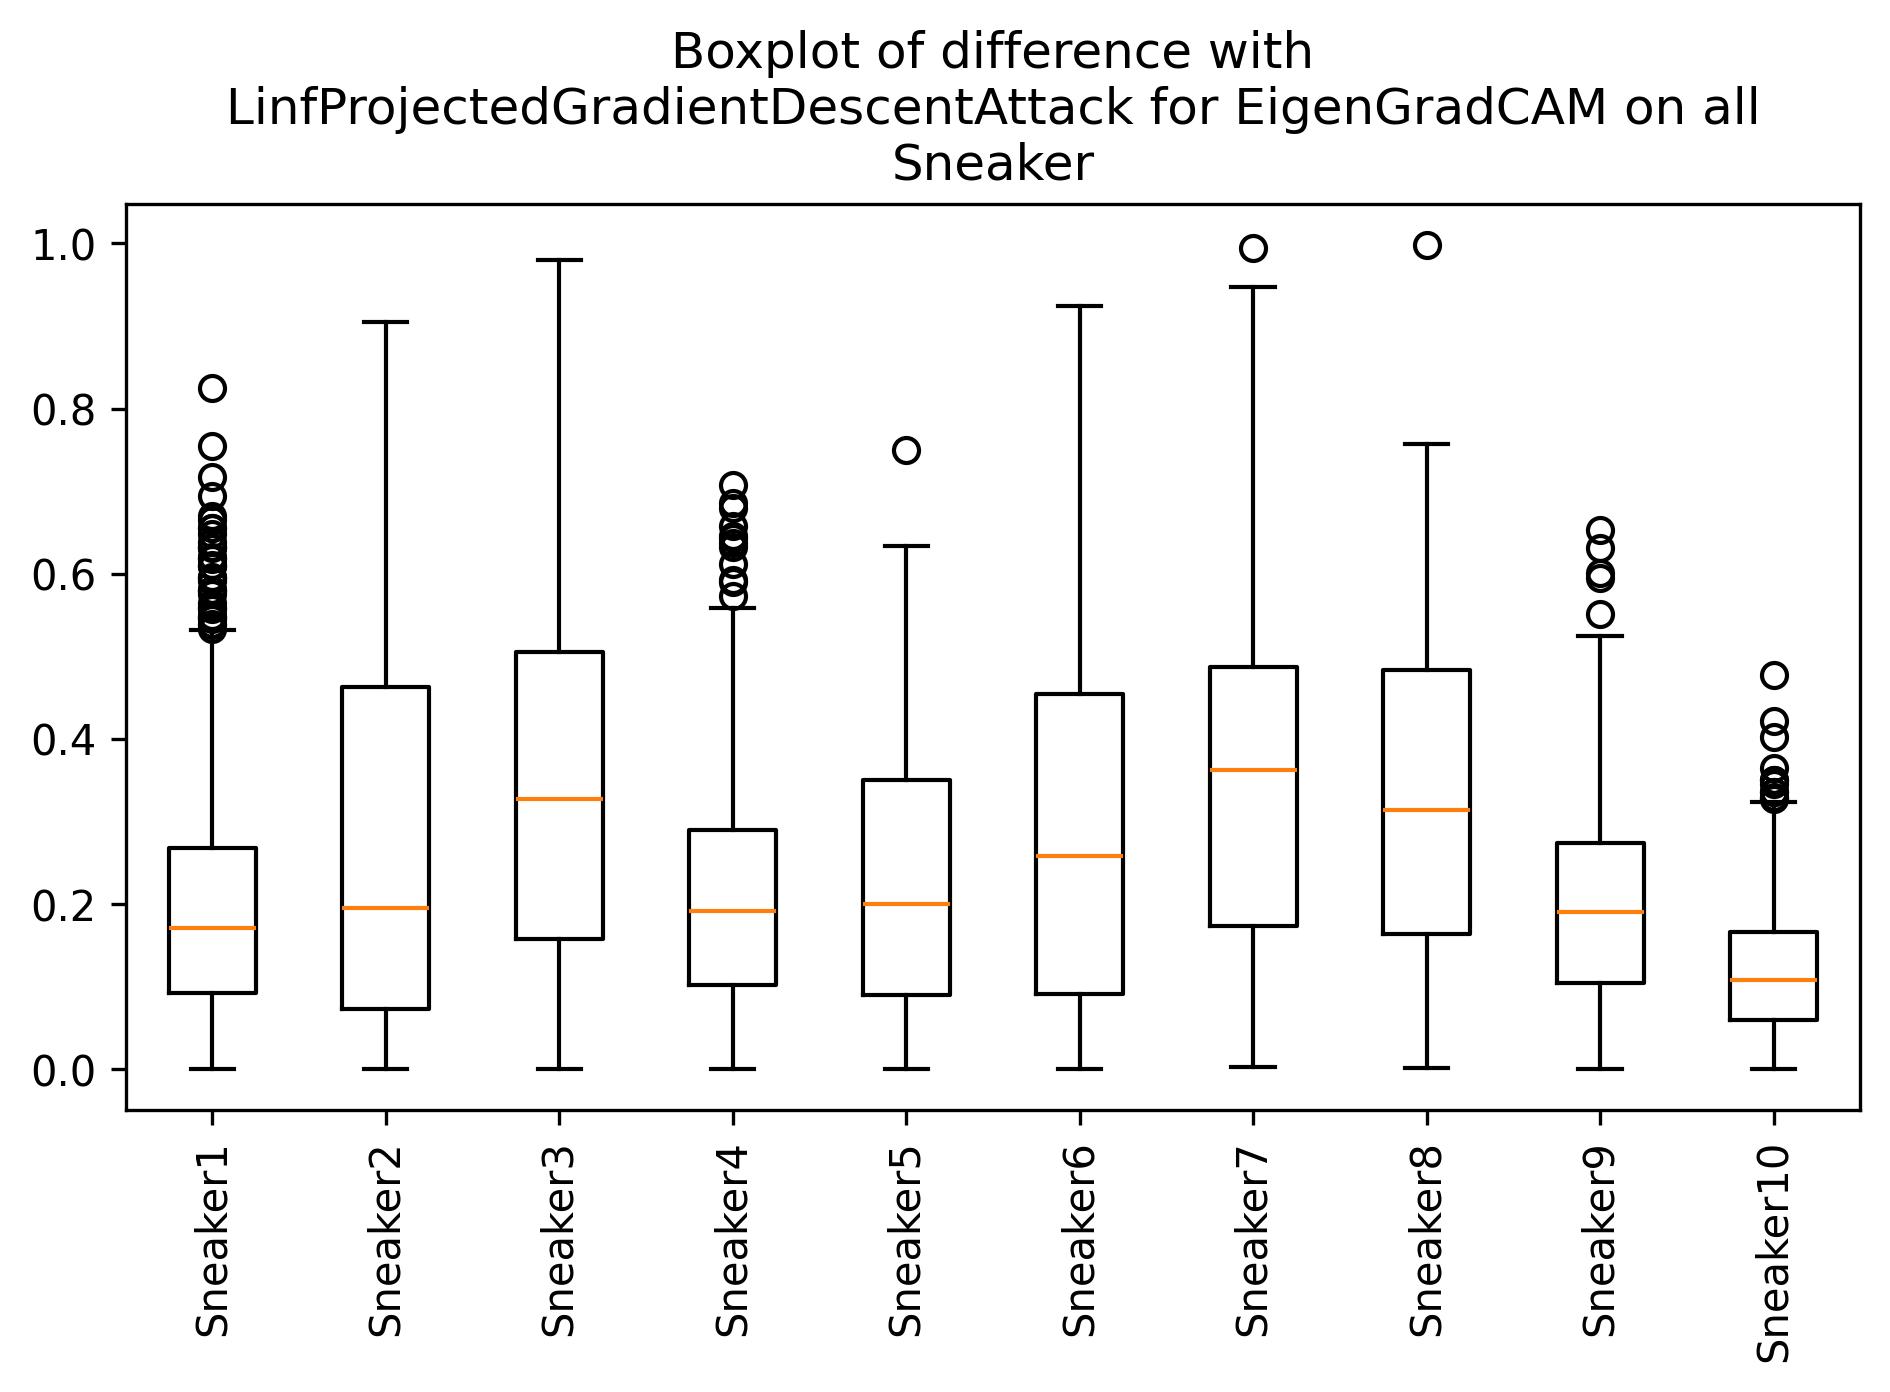 Boxplot of difference with
LinfProjectedGradientDescentAttack for EigenGradCAM on all
Sneaker
1.0
0.8
0.6
0.4
0.2
0.0
Sneaker1
Sneaker2
Sneaker3
Sneaker4
Sneaker5
Sneaker6
Sneaker7
Sneaker8
Sneaker9
Sneaker10